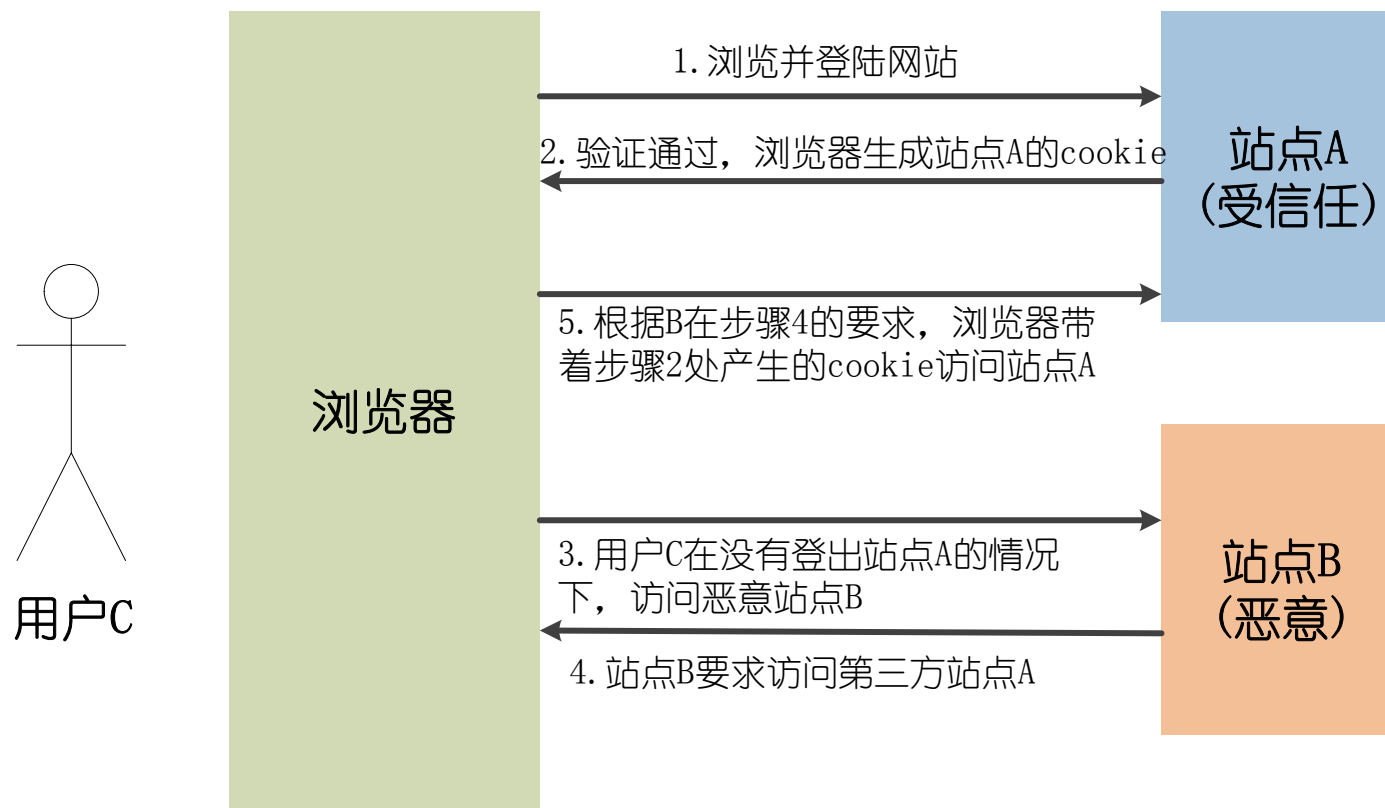 1.浏览并登陆网站
2.验证通过，浏览器生成站点A的cookie
站点A
(受信任)
5.根据B在步骤4的要求，浏览器带
着步骤2处产生的cookie访问站点A
浏览器
3.用户C在没有登出站点A的情况
下，访问恶意站点B
站点B
(恶意)
用户C
4.站点B要求访问第三方站点A